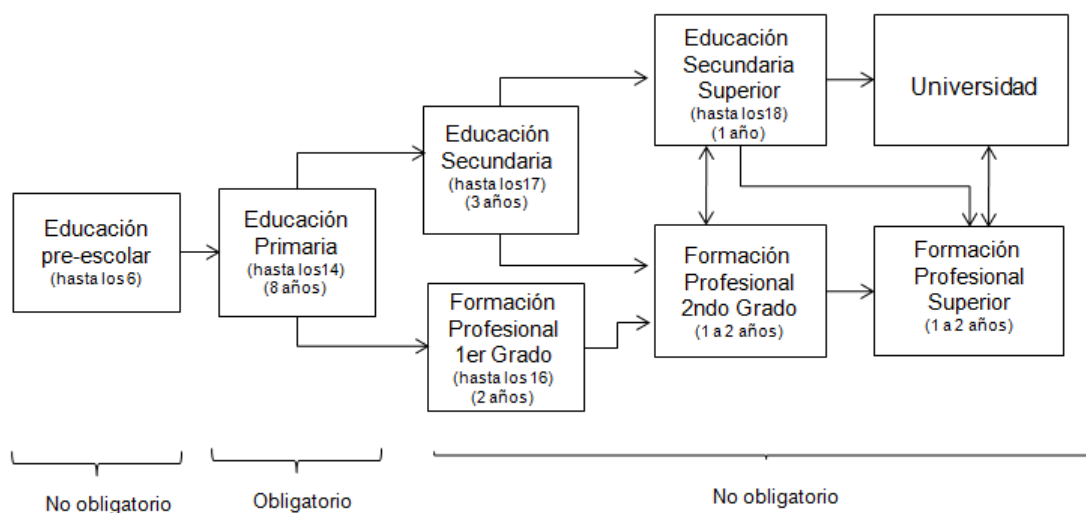 Educación
pre-escolar
(hasta los 6)
Educación
Primaria
(hasta los14)
(8 años)
Educación
Secundaria
(hasta los17)
(3 años)
Formación
Profesional
1er Grado
(hasta los 16)
(2 años)
Educación
Secundaria
Superior
(hasta los18)
(1 año)
Formación
Profesional
2ndo Grado
(1 a 2 años)
Universidad
Formación
Profesional
Superior
(1 a 2 años)
No obligatorio
Obligatorio
No obligatorio